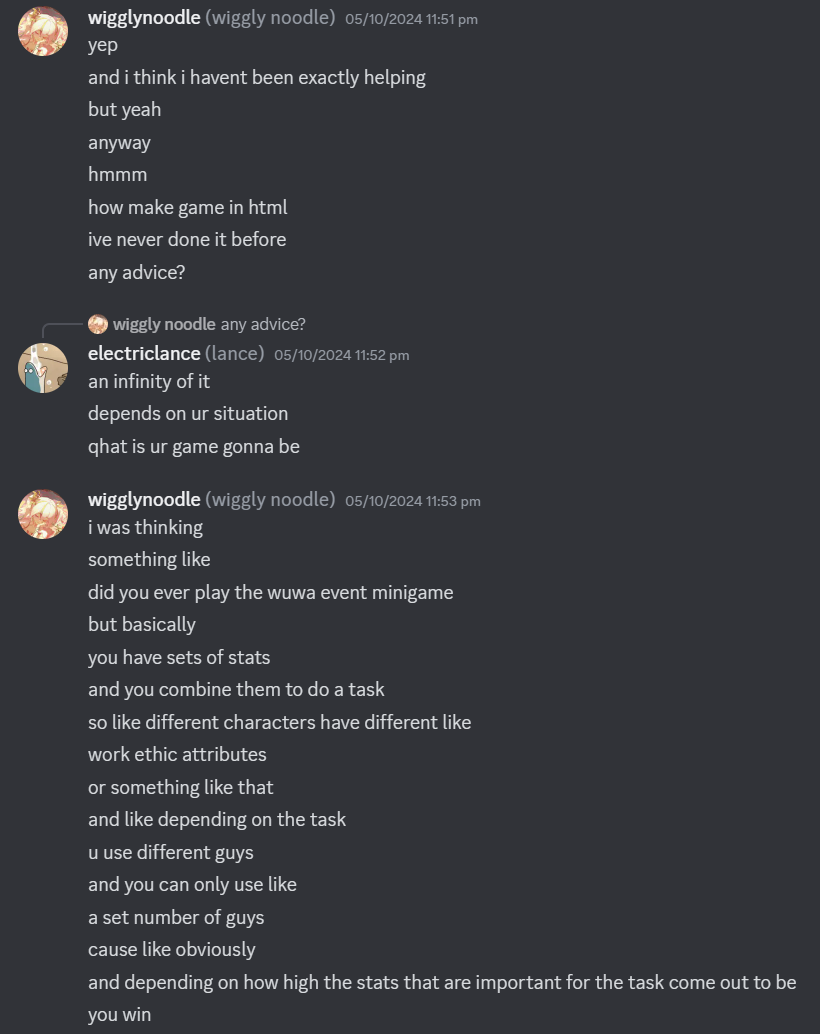 wigglynoodle (wiggly noodle) 05/10/2024 11:51 pm
yep
and i think i havent been exactly helping
but yeah
anyway
hmmm
how make game in html
ive never done it before
any advice?
wiggly noodle any advice?
electriclance (lance) 05/10/2024 11:52 pm
an infinity of it
depends on ur situation
qhat is ur game gonna be
wigglynoodle (wiggly noodle) 05/10/2024 11:53 pm
i was thinking
something like
did you ever play the wuwa event minigame
but basically
you have sets of stats
and you combine them to do a task
so like different characters have different like
work ethic attributes
or something like that
and like depending on the task
u use different guys
and you can only use like
a set number of guys
cause like obviously
and depending on how high the stats that are important for the task come out to be
you win